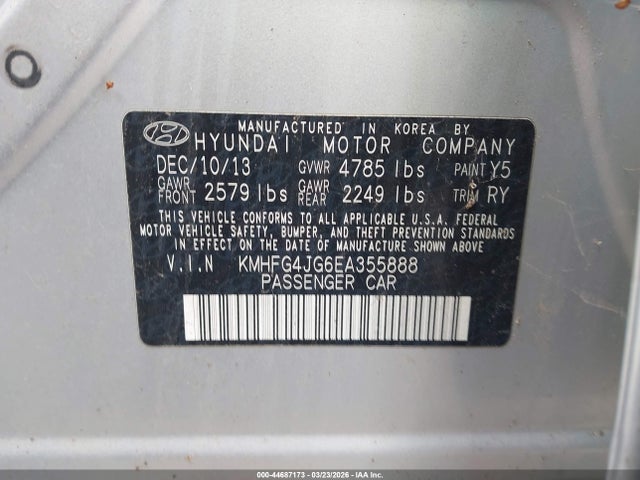 MANUFACTURED IN KOREA BY
HYUNDAI MOTOR COMPANY
DEC/10/13 GVWR 4785 lbs PAINT Y5
GAWR FRONT 2579 lbs GAWR REAR 2249 lbs TRIM RY
THIS VEHICLE CONFORMS TO ALL APPLICABLE U.S.A. FEDERAL
MOTOR VEHICLE SAFETY, BUMPER, AND THEFT PREVENTION STANDARDS
IN EFFECT ON THE DATE OF MANUFACTURE SHOWN ABOVE.
V.I.N KMHFG4JG6EA355888
PASSENGER CAR
000-44687173 - 03/23/2026 - IAA Inc.